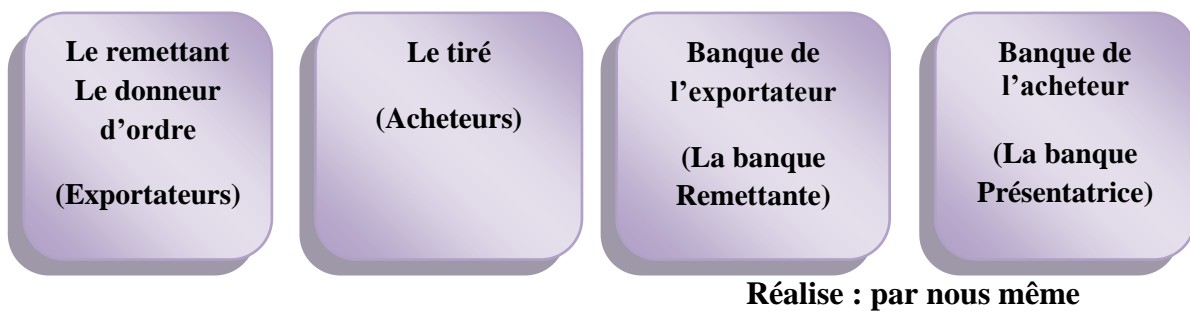 Le remettant
Le donneur
d’ordre
(Exportateurs)
Le tiré
(Acheteurs)
Banque de
l’exportateur
(La banque
Remettante)
Banque de
l’acheteur
(La banque
Présentatrice)
Réalise : par nous même